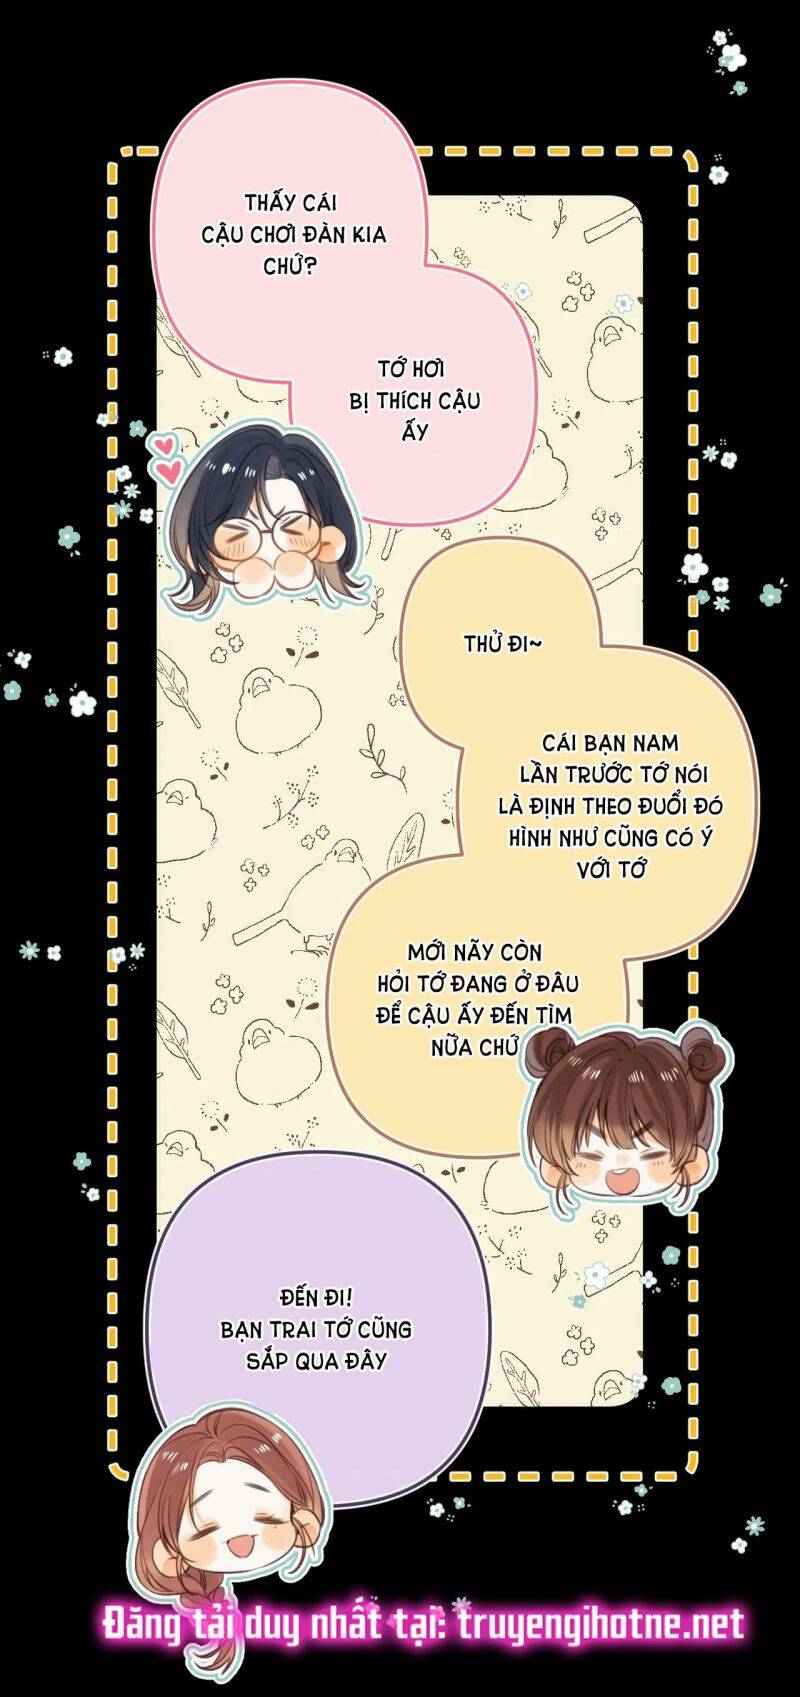 THẤY CÁI
CẬU CHƠI ĐÀN KIA
CHỨ?
TỚ HƠI
BỊ THÍCH CẬU
ẤY
THỬ ĐI~
CÁI BẠN NAM
LẦN TRƯỚC TỚ NÓI
LÀ ĐỊNH THEO ĐUỔI ĐÓ
HÌNH NHƯ CŨNG CÓ Ý
VỚI TỚ
MỚI NÃY CÒN
HỎI TỚ ĐANG Ở ĐÂU
ĐỂ CẬU ẤY ĐẾN TÌM
NỮA CHỨ
ĐẾN ĐI!
BẠN TRAI TỚ CŨNG
SẮP QUA ĐÂY
Đăng tải duy nhất tại: truyengihotne.net